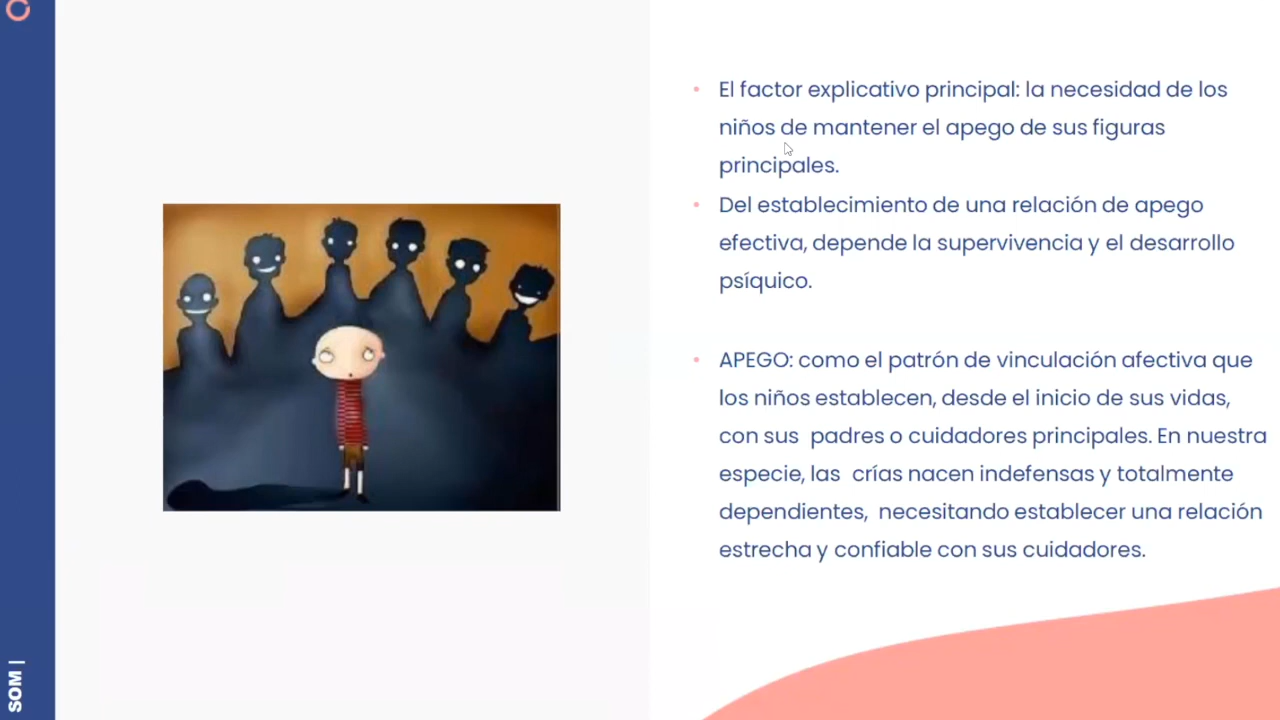 El factor explicativo principal: la necesidad de los
niños de mantener el apego de sus figuras
principales.
Del establecimiento de una relación de apego
efectiva, depende la supervivencia y el desarrollo
psíquico.
APEGO: como el patrón de vinculación afectiva que
los niños establecen, desde el inicio de sus vidas,
con sus padres o cuidadores principales. En nuestra
especie, las crías nacen indefensas y totalmente
dependientes, necesitando establecer una relación
estrecha y confiable con sus cuidadores.
SOM |